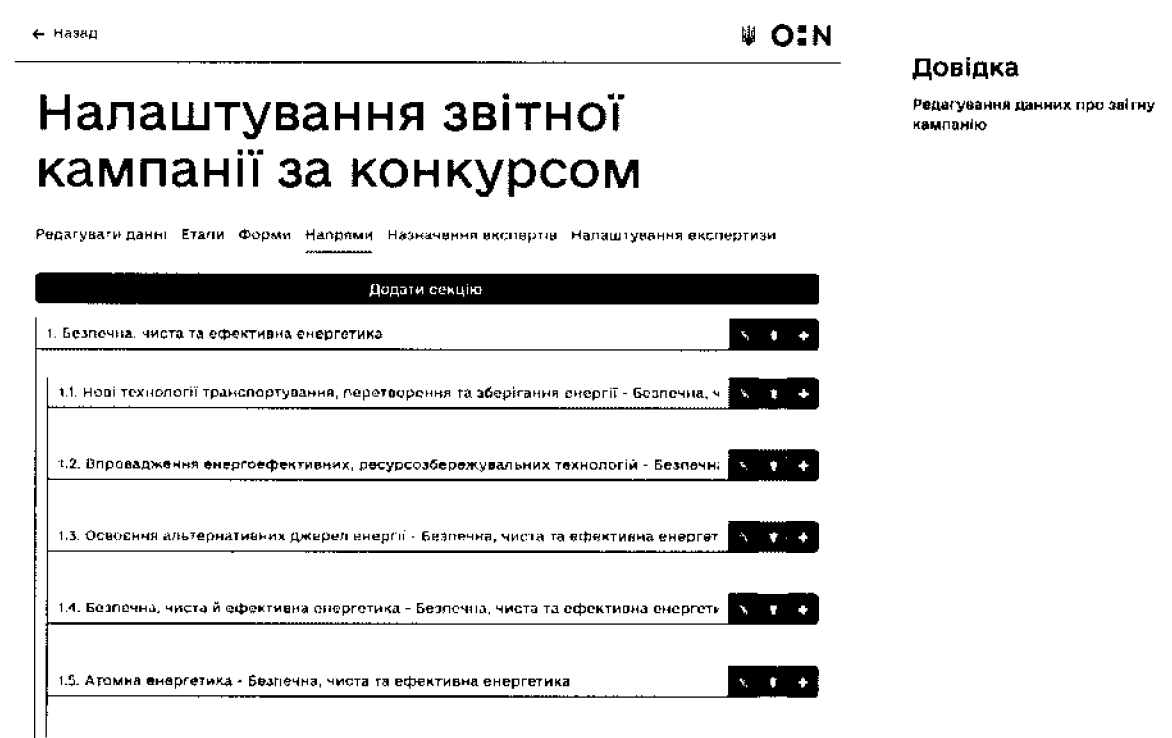 ← Назад
O:N
Налаштування звітної
кампанії за конкурсом
Редагувати данні Етапи Форми Напрями Назначення експертів Налаштування експертизи
Додати секцію
1. Безпечна, чиста та ефективна енергетика
1.1. Нові технології транспортування, перетворення та зберігання енергії - Безпечна, ч
1.2. Впровадження енергоефективних, ресурсозбережувальних технологій - Безпечна
1.3. Освоєння альтернативних джерел енергії - Безпечна, чиста та ефективна енергет
1.4. Безпечна, чиста й ефективна енергетика - Безпечна, чиста та ефективна енергети
1.5. Атомна енергетика - Безпечна, чиста та ефективна енергетика
Довідка
Редагування данних про звітну
кампанію